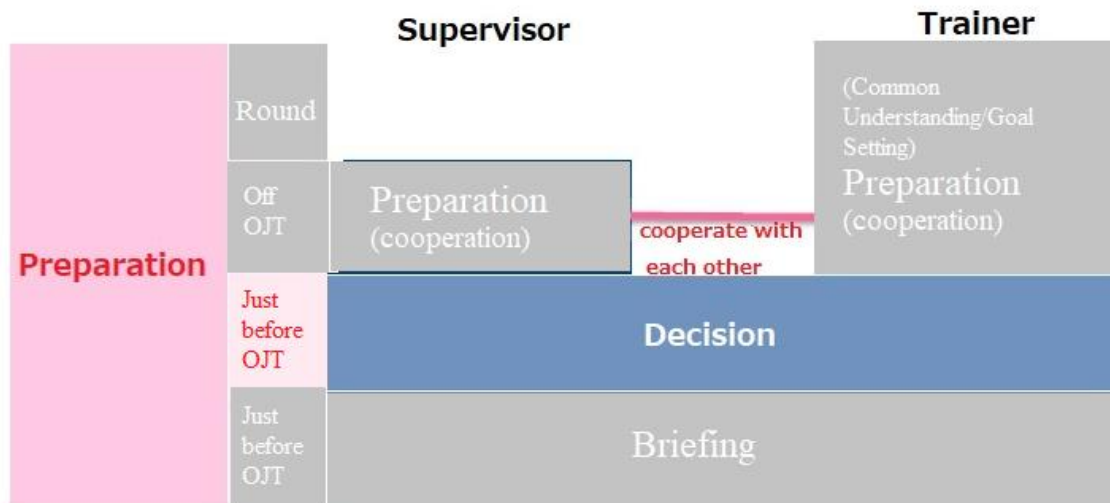 Supervisor
Trainer
Preparation
Round
(Common
Understanding/Goal
Setting)
Preparation
(cooperation)
Off
OJT
Preparation
(cooperation)
cooperate with
each other
Just
before
OJT
Decision
Just
before
OJT
Briefing